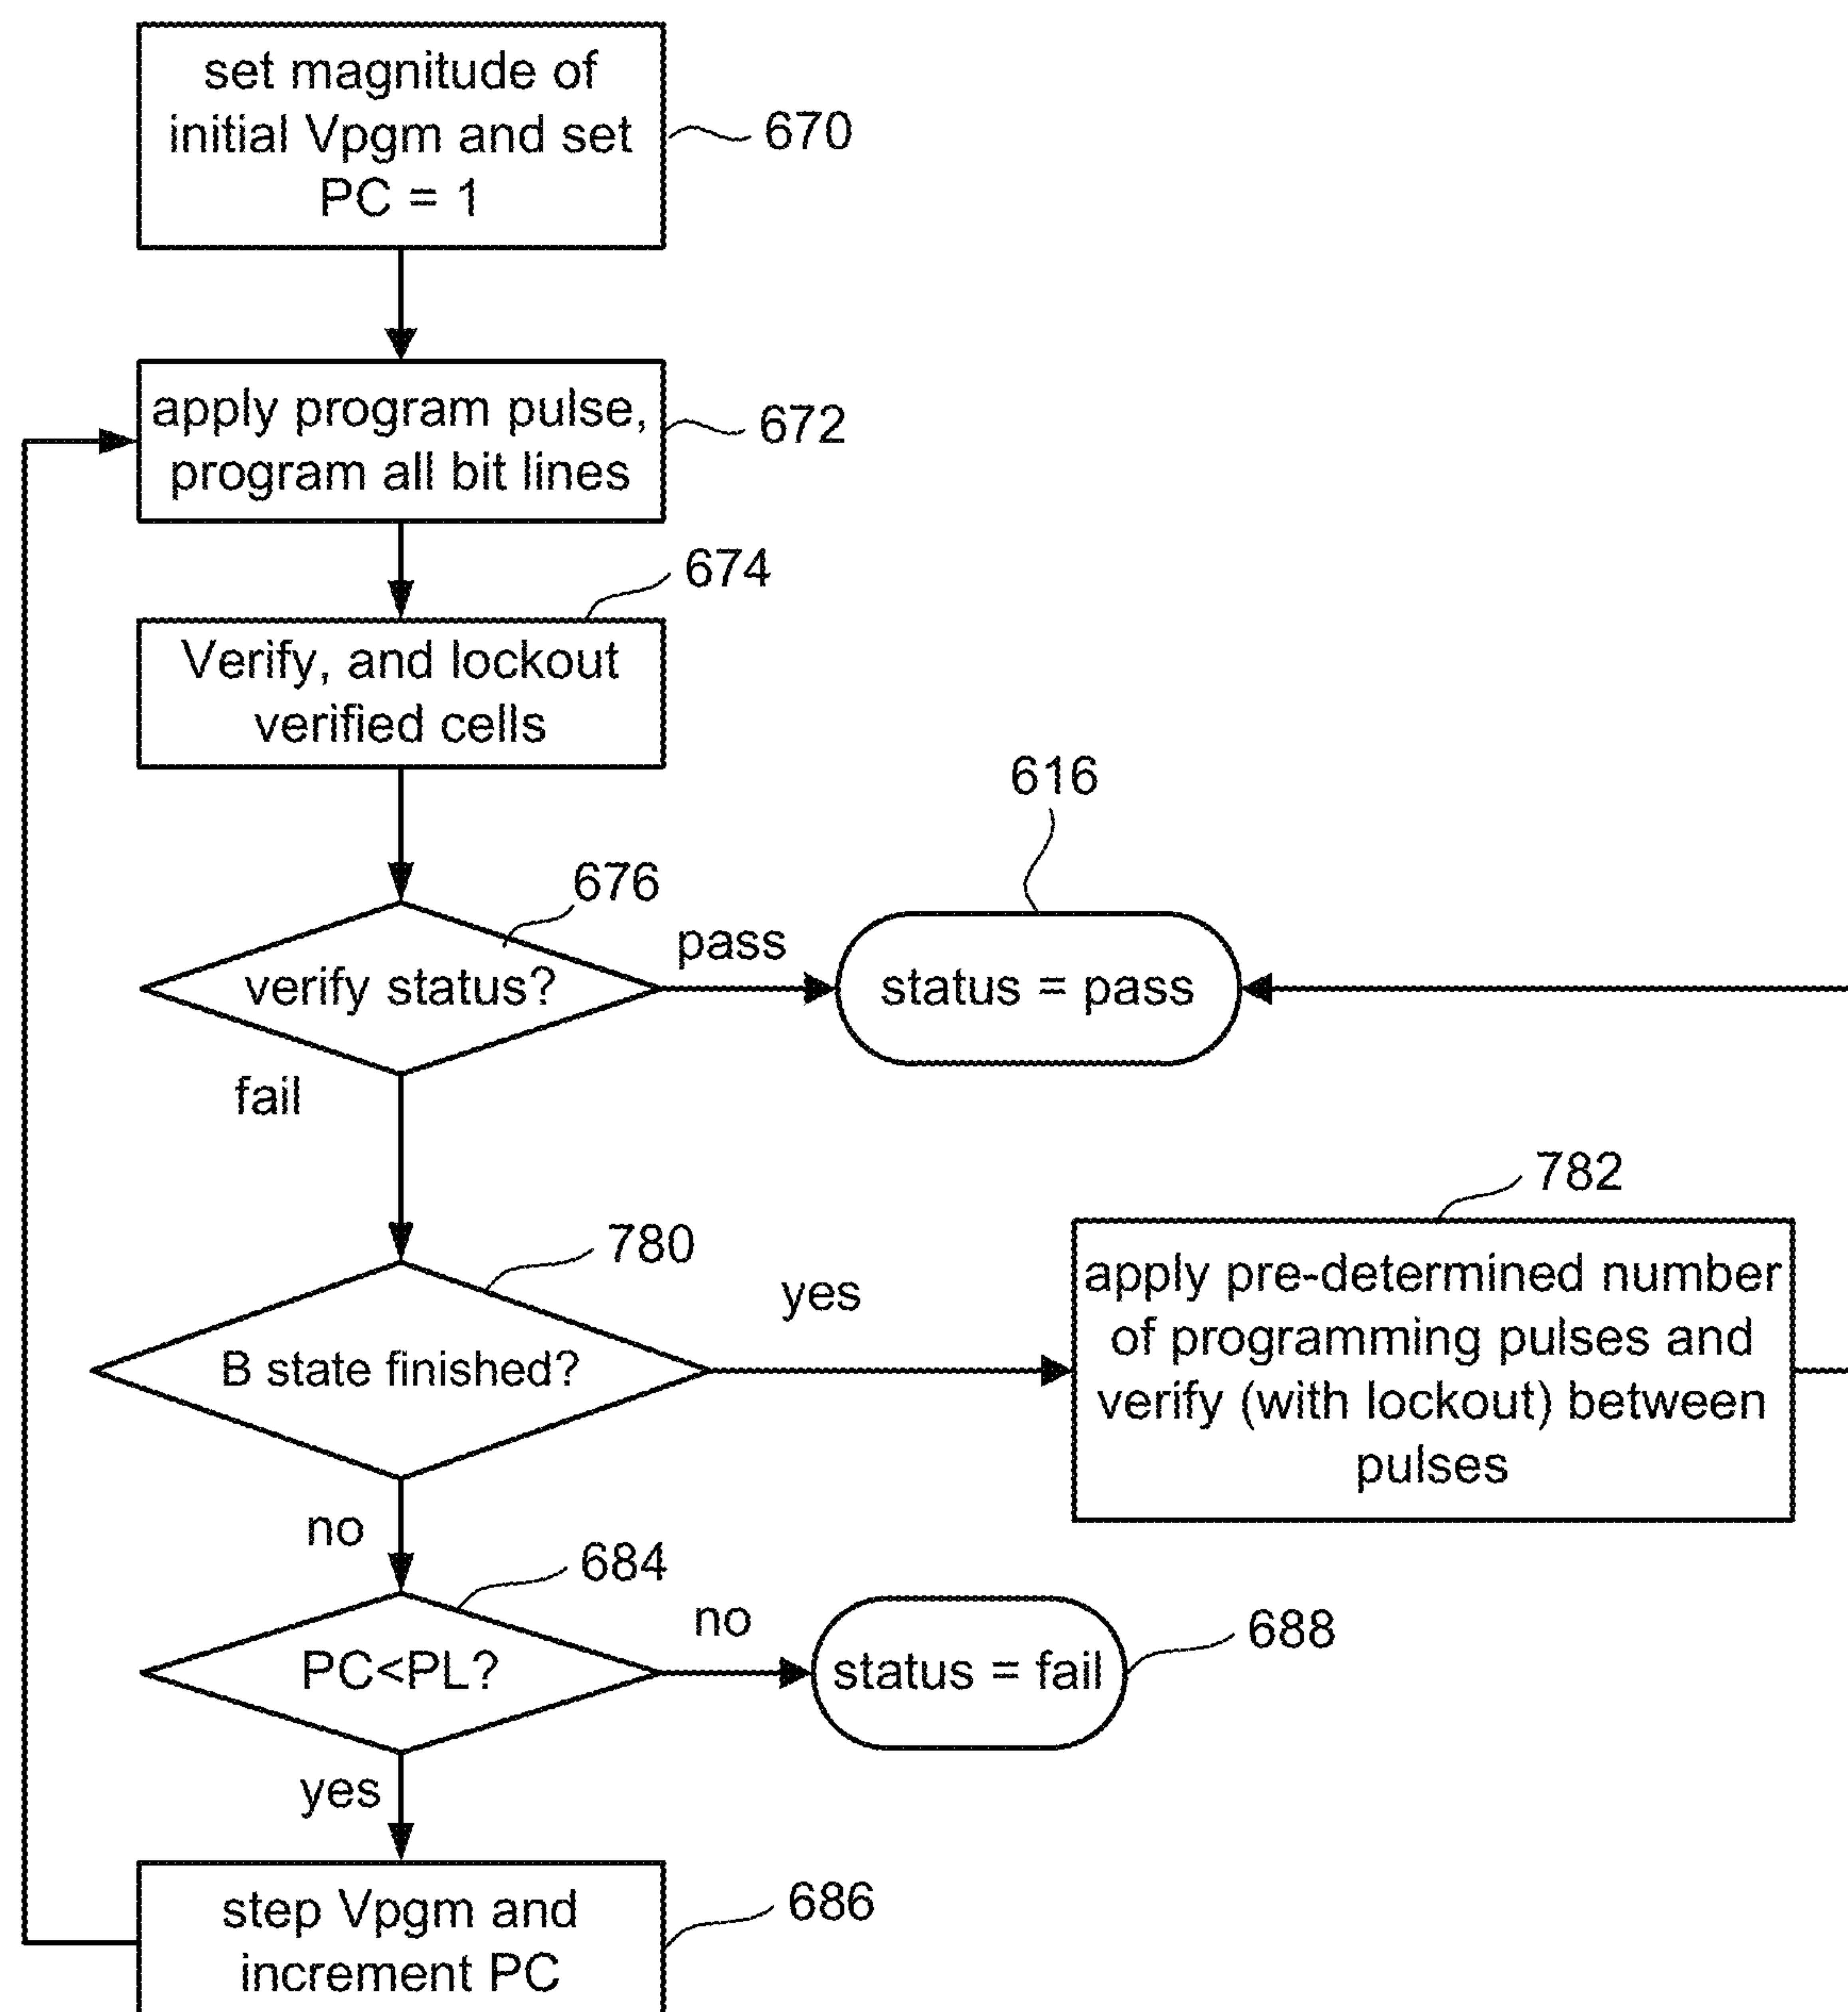 set magnitude of
initial Vpgm and set
PC = 1
670
apply program pulse,
program all bit lines
672
674
Verify, and lockout
verified cells
616
676
pass
verify status?
status = pass
fail
782
780
yes
apply pre-determined number
of programming pulses and
verify (with lockout) between
pulses
B state finished?
no
684
no
PC<PL?
status = fail
688
yes
step Vpgm and
increment PC
686